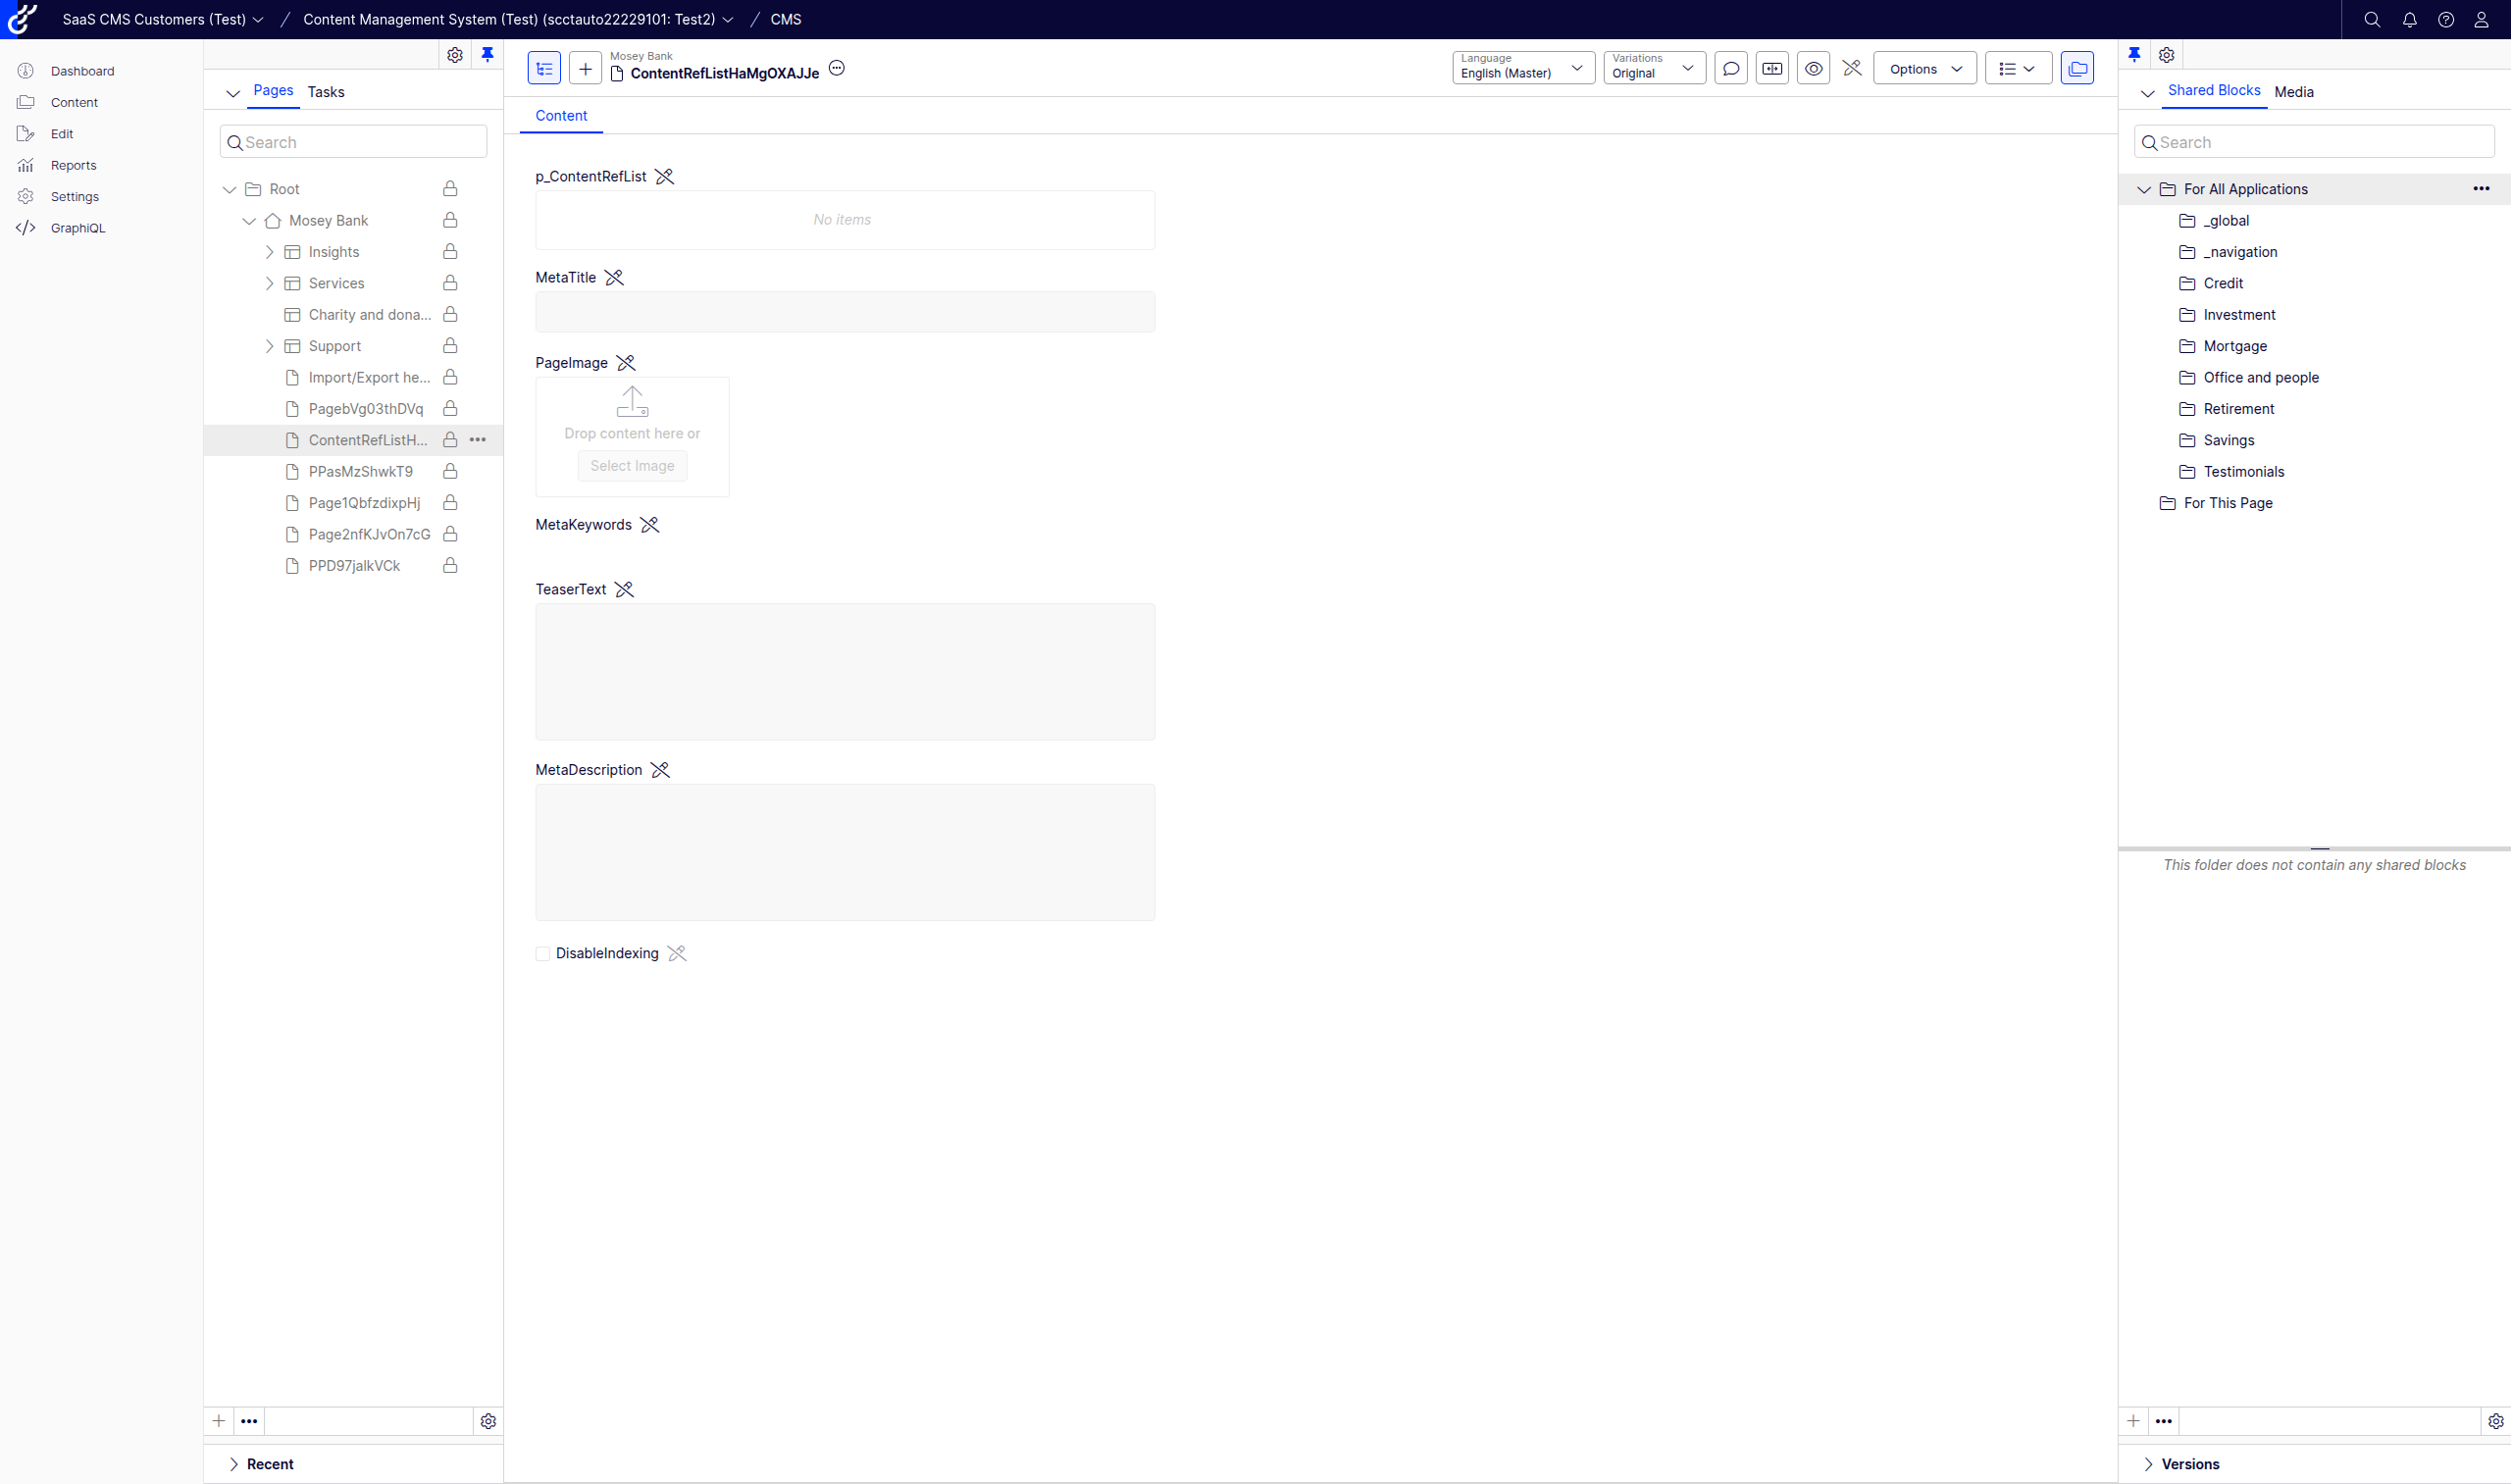 SaaS CMS Customers (Test) / Content Management System (Test) (scctauto22229101: Test2) / CMS
Dashboard
Content
Edit
Reports
Settings
GraphiQL
Pages Tasks
Search
Root
Mosey Bank
Insights
Services
Charity and dona...
Support
Import/Export he...
PagebVg03thDVq
ContentRefListH...
PPasMzShwkT9
Page1QbfzdixpHj
Page2nfKJvOn7cG
PPD97jalkVCk
Recent
Mosey Bank
ContentRefListHaMgOXAJJe
Language
English (Master)
Variations
Original
Options
Content
p_ContentRefList
No items
MetaTitle
PageImage
Drop content here or
Select Image
MetaKeywords
TeaserText
MetaDescription
DisableIndexing
Shared Blocks Media
Search
For All Applications
_global
_navigation
Credit
Investment
Mortgage
Office and people
Retirement
Savings
Testimonials
For This Page
This folder does not contain any shared blocks
Versions